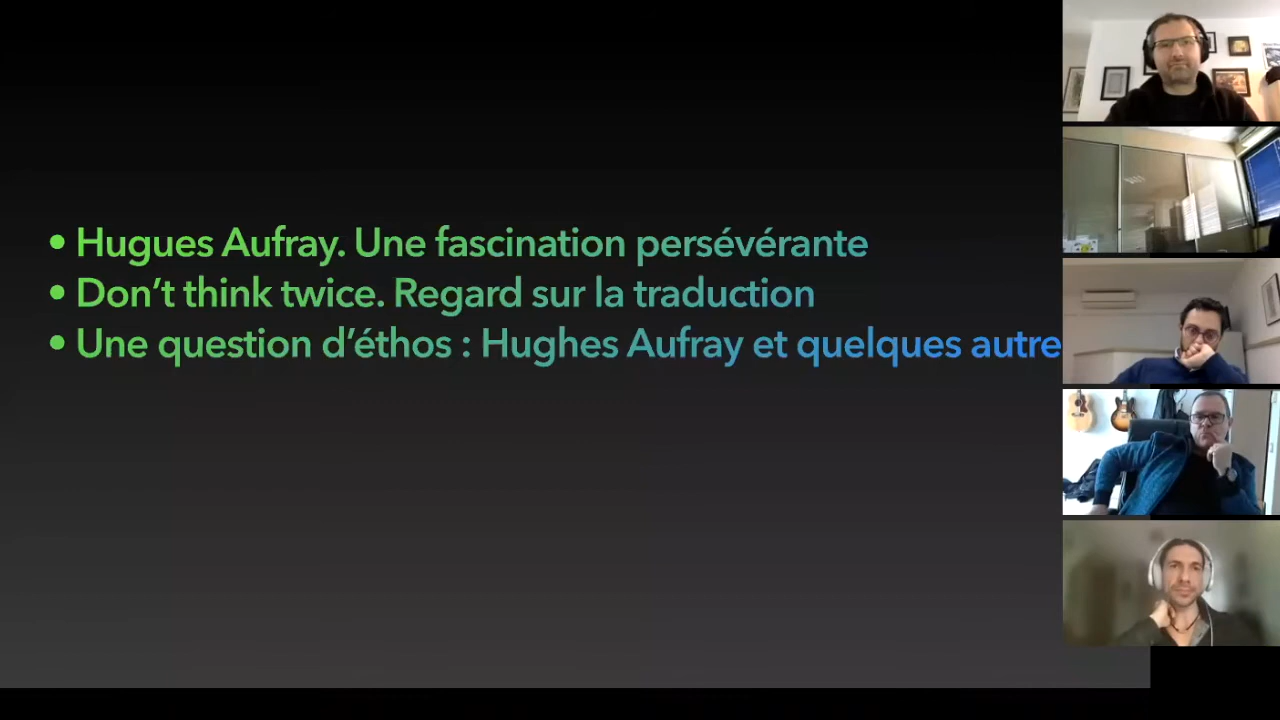 • Hugues Aufray. Une fascination persévérante
• Don't think twice. Regard sur la traduction
• Une question d'éthos : Hughes Aufray et quelques autre